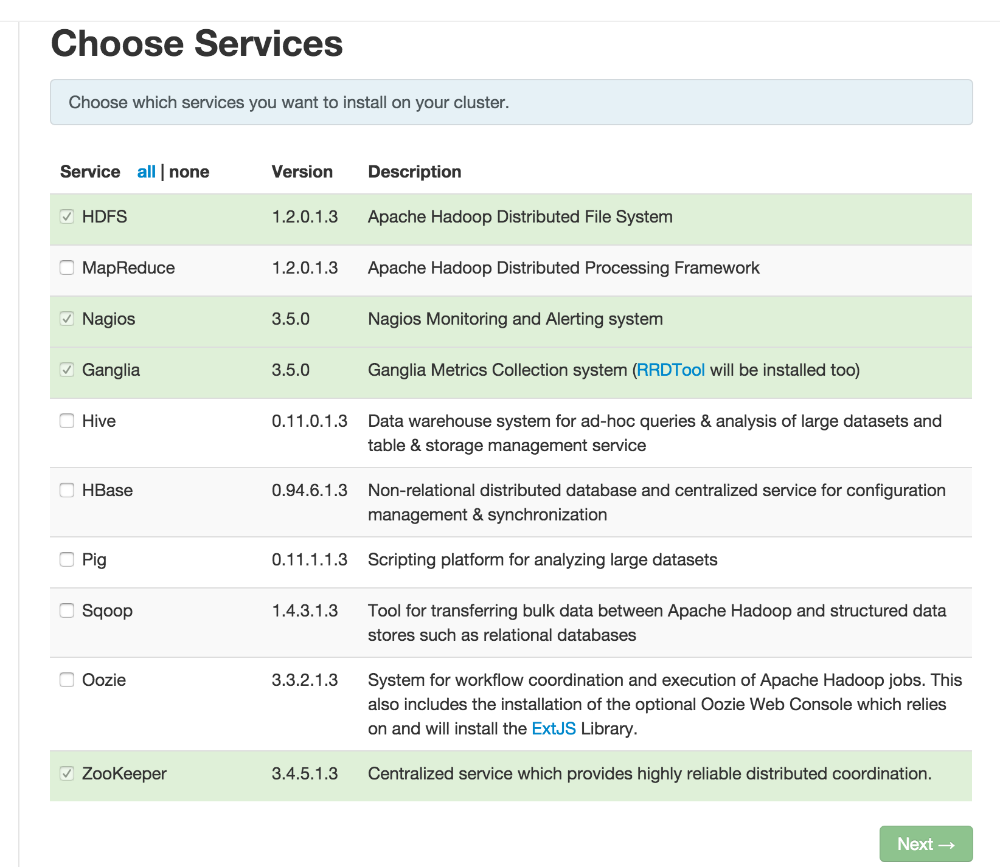 Choose Services
Choose which services you want to install on your cluster.
Service all | none Version Description
HDFS 1.2.0.1.3 Apache Hadoop Distributed File System
MapReduce 1.2.0.1.3 Apache Hadoop Distributed Processing Framework
Nagios 3.5.0 Nagios Monitoring and Alerting system
Ganglia 3.5.0 Ganglia Metrics Collection system (RRDTool will be installed too)
Hive 0.11.0.1.3 Data warehouse system for ad-hoc queries & analysis of large datasets and
table & storage management service
HBase 0.94.6.1.3 Non-relational distributed database and centralized service for configuration
management & synchronization
Pig 0.11.1.1.3 Scripting platform for analyzing large datasets
Sqoop 1.4.3.1.3 Tool for transferring bulk data between Apache Hadoop and structured data
stores such as relational databases
Oozie 3.3.2.1.3 System for workflow coordination and execution of Apache Hadoop jobs. This
also includes the installation of the optional Oozie Web Console which relies
on and will install the ExtJS Library.
ZooKeeper 3.4.5.1.3 Centralized service which provides highly reliable distributed coordination.
Next →